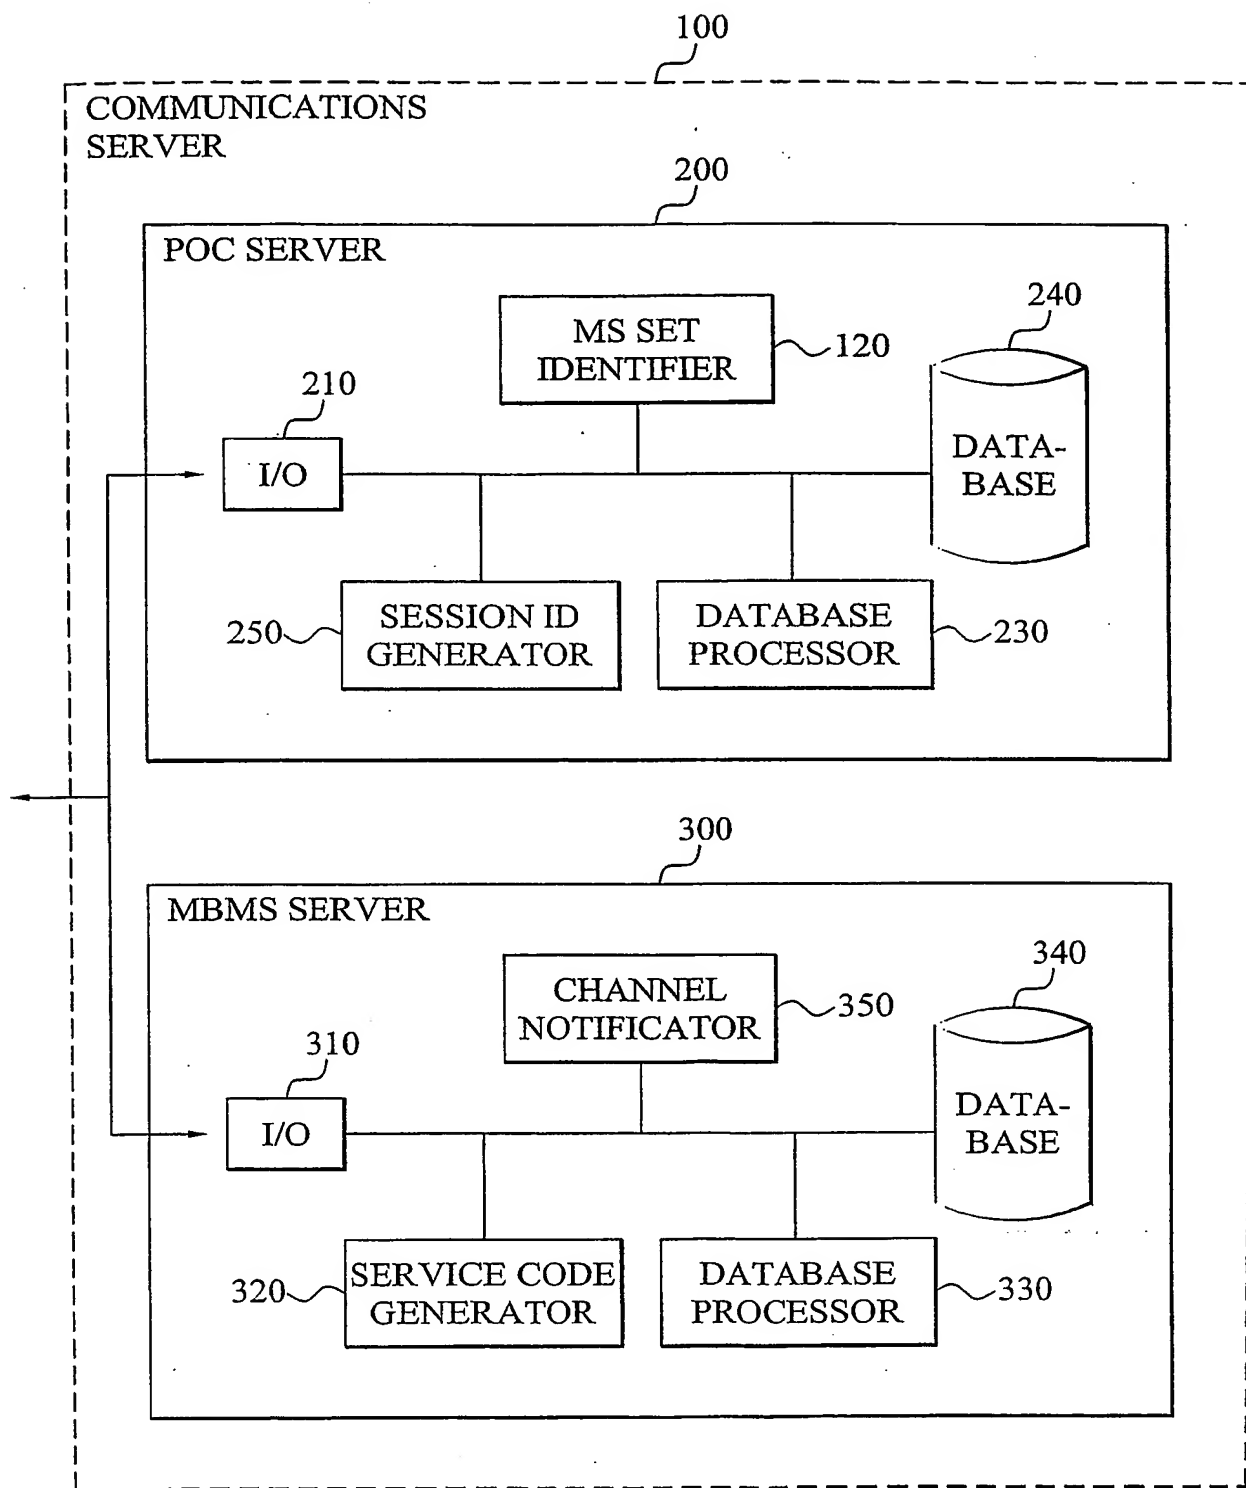 100
COMMUNICATIONS
SERVER
200
POC SERVER
MS SET
IDENTIFIER
120
240
DATA-
BASE
210
I/O
250
SESSION ID
GENERATOR
DATABASE
PROCESSOR
230
300
MBMS SERVER
CHANNEL
NOTIFICATOR
350
340
DATA-
BASE
310
I/O
320
SERVICE CODE
GENERATOR
DATABASE
PROCESSOR
330